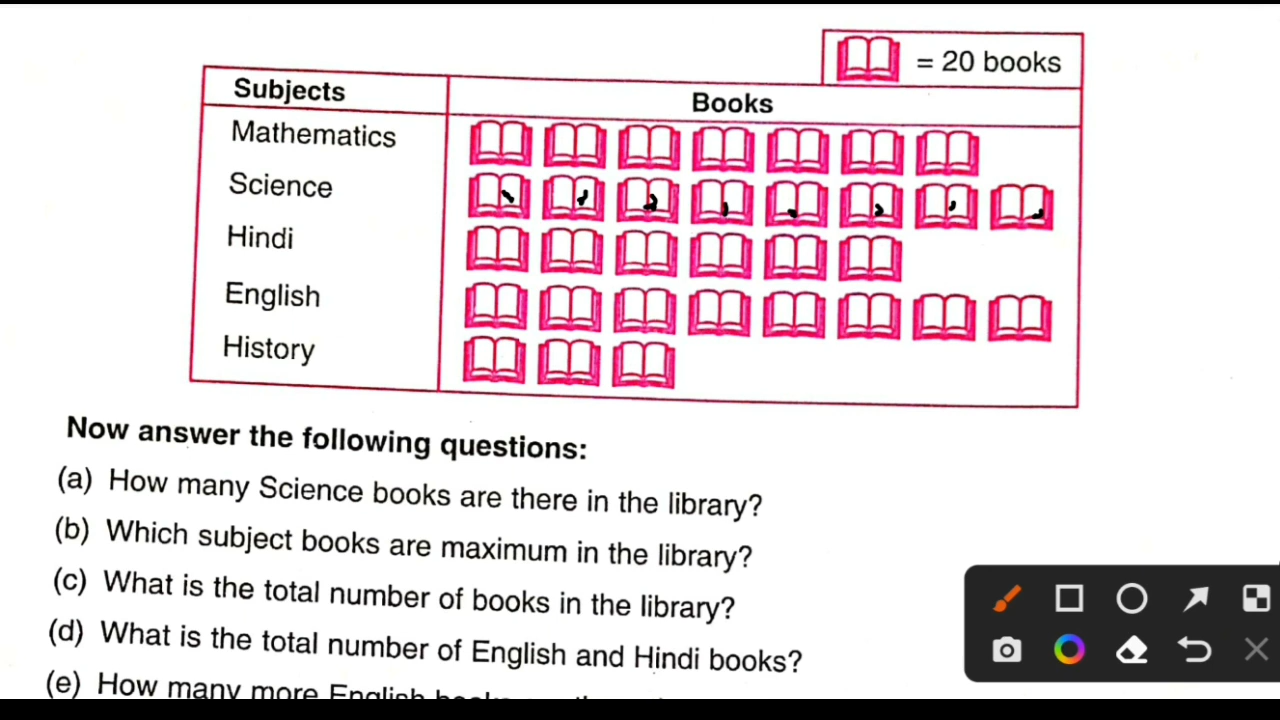 = 20 books
Subjects Books
Mathematics
Science
Hindi
English
History
Now answer the following questions:
(a) How many Science books are there in the library?
(b) Which subject books are maximum in the library?
(c) What is the total number of books in the library?
(d) What is the total number of English and Hindi books?
(e) How many more English books